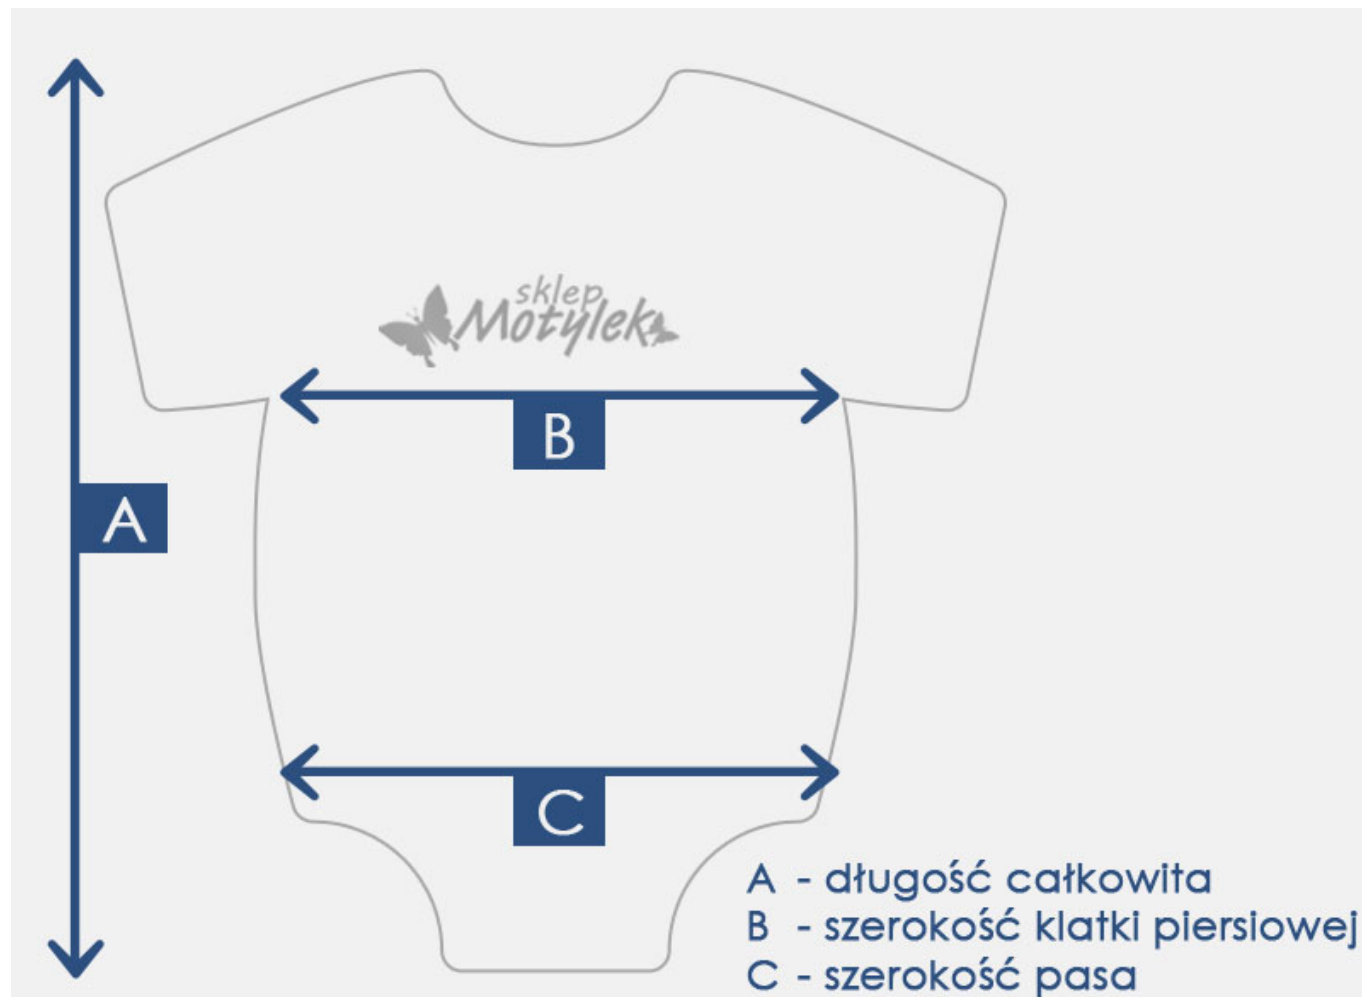 sklep
Motylek
B
A
C
A - długość całkowita
B - szerokość klatki piersiowej
C - szerokość pasa